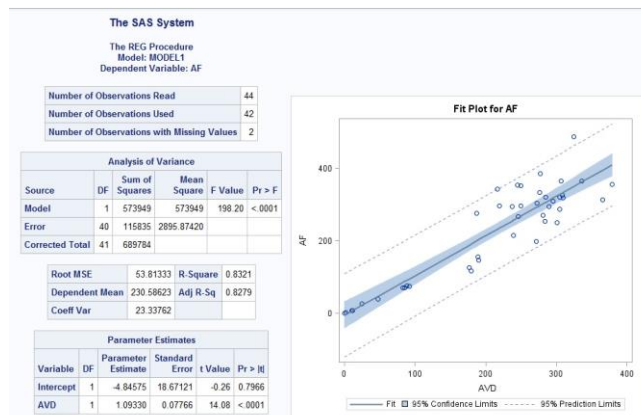 The SAS System
The REG Procedure
Model: MODEL1
Dependent Variable: AF
Number of Observations Read 44
Number of Observations Used 42
Number of Observations with Missing Values 2
Analysis of Variance
Source DF Sum of Squares Mean Square F Value Pr > F
Model 1 573949 573949 198.20 <.0001
Error 40 115835 2895.87420
Corrected Total 41 689784
Root MSE 53.81333 R-Square 0.8321
Dependent Mean 230.58623 Adj R-Sq 0.8279
Coeff Var 23.33762
Parameter Estimates
Variable DF Parameter Estimate Standard Error t Value Pr > |t|
Intercept 1 -4.84575 18.67121 -0.26 0.7966
AVD 1 1.09330 0.07766 14.08 <.0001
Fit Plot for AF
400
200
0
AF
0 100 200 300 400
AVD
Fit 95% Confidence Limits 95% Prediction Limits